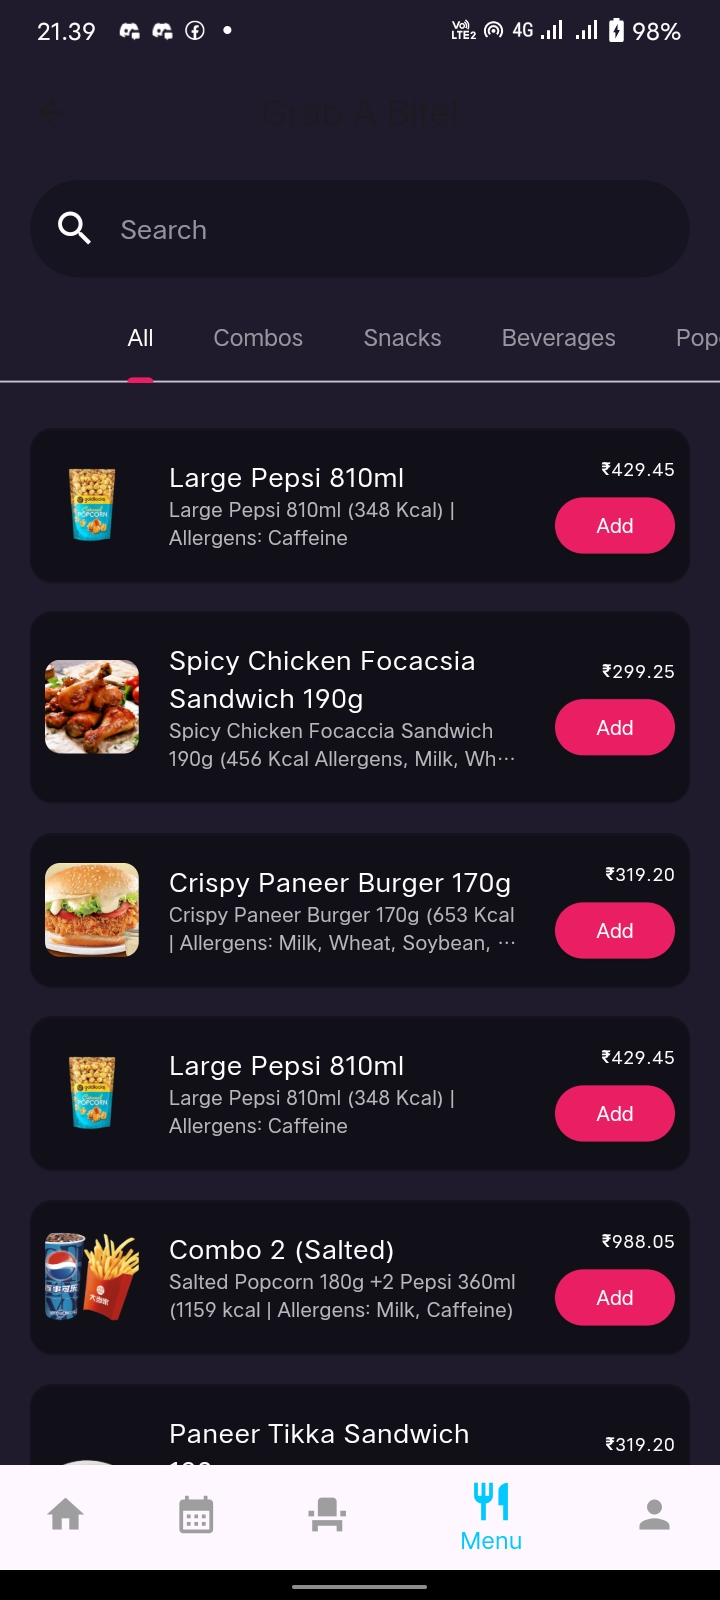 21.39
Vo))
LTE2
4G
98%
Grab A Bite!
Search
All
Combos
Snacks
Beverages
Pop
Large Pepsi 810ml
Large Pepsi 810ml (348 Kcal) |
Allergens: Caffeine
₹429.45
Add
Spicy Chicken Focacsia
Sandwich 190g
Spicy Chicken Focaccia Sandwich
190g (456 Kcal Allergens, Milk, Wh...
₹299.25
Add
Crispy Paneer Burger 170g
Crispy Paneer Burger 170g (653 Kcal
| Allergens: Milk, Wheat, Soybean, ...
₹319.20
Add
Large Pepsi 810ml
Large Pepsi 810ml (348 Kcal) |
Allergens: Caffeine
₹429.45
Add
Combo 2 (Salted)
Salted Popcorn 180g +2 Pepsi 360ml
(1159 kcal | Allergens: Milk, Caffeine)
₹988.05
Add
Paneer Tikka Sandwich
₹319.20
Menu